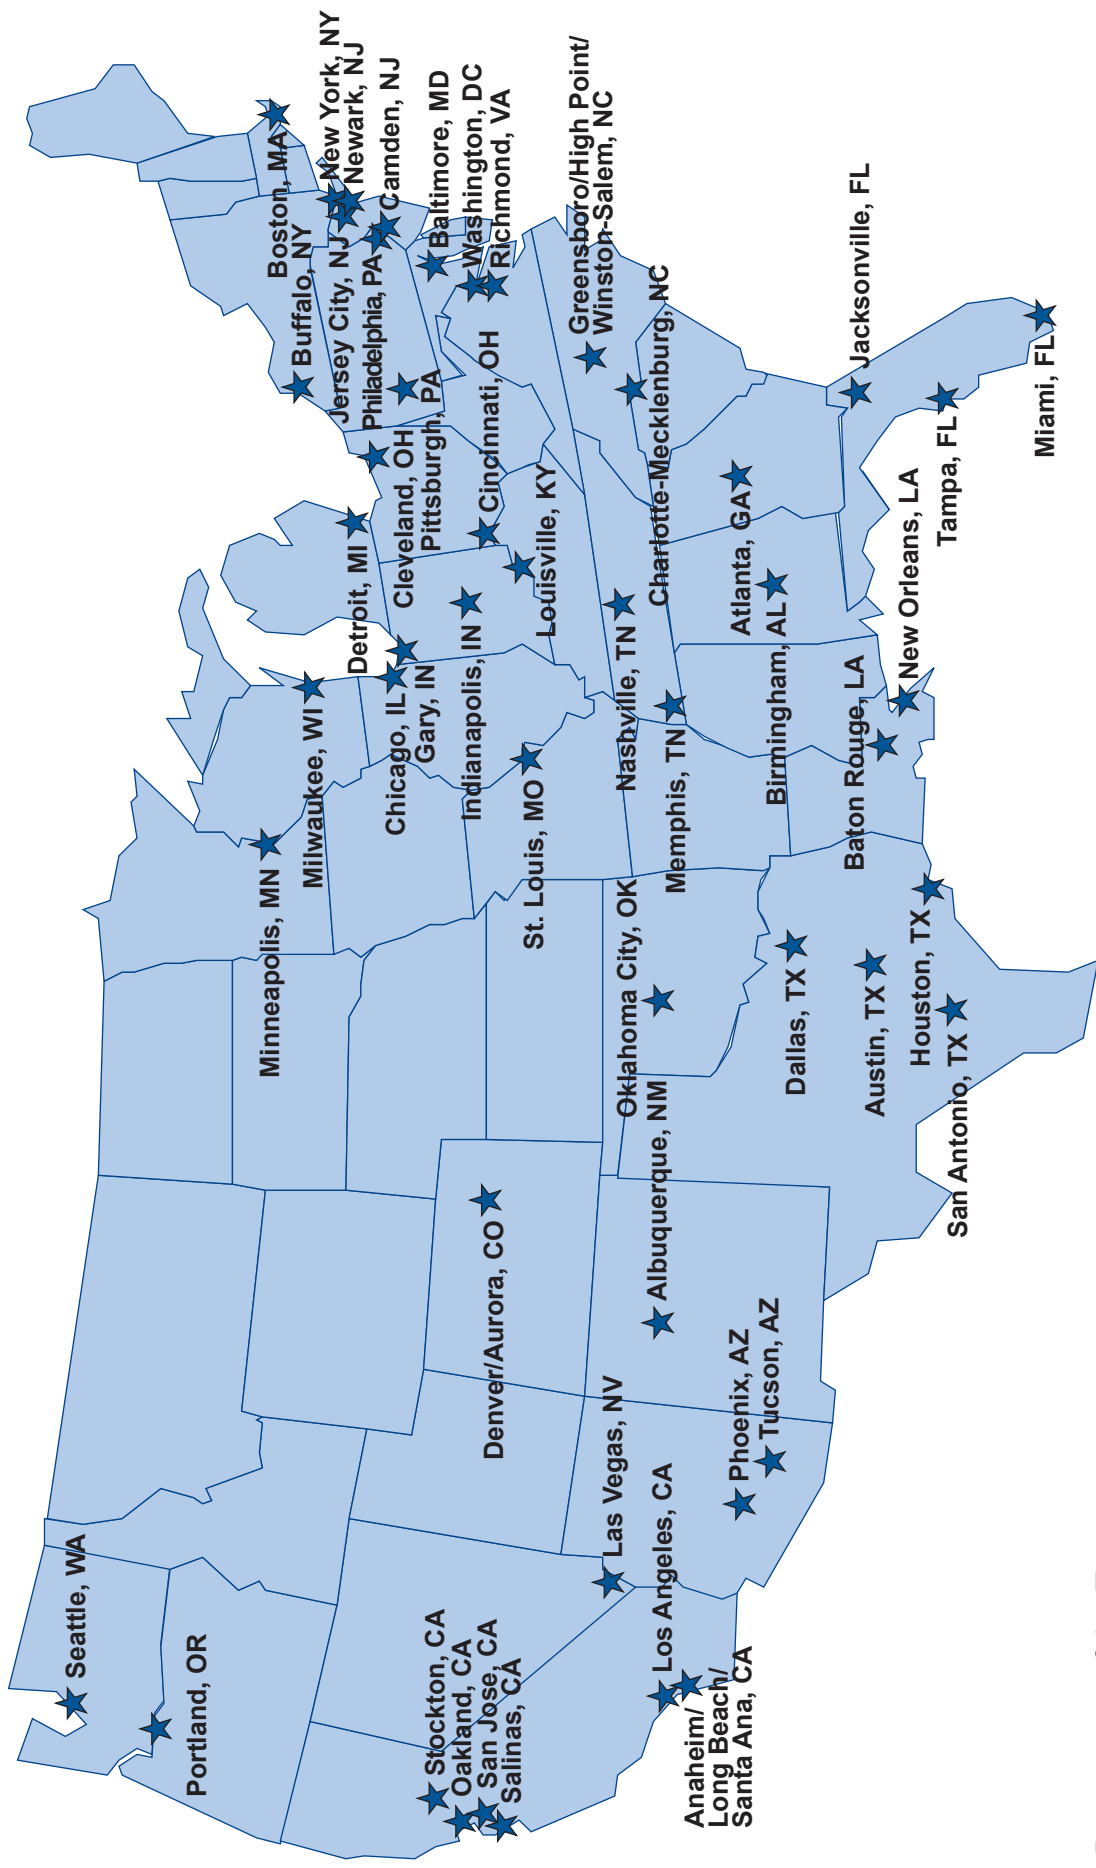 Seattle, WA
Portland, OR
Stockton, CA
Oakland, CA
San Jose, CA
Salinas, CA
Las Vegas, NV
Los Angeles, CA
Anaheim/
Long Beach/
Santa Ana, CA
Phoenix, AZ
Tucson, AZ
Denver/Aurora, CO
Albuquerque, NM
Oklahoma City, OK
Dallas, TX
Austin, TX
Houston, TX
San Antonio, TX
Minneapolis, MN
Milwaukee, WI
Chicago, IL
Gary, IN
Indianapolis, IN
St. Louis, MO
Nashville, TN
Memphis, TN
Birmingham, AL
Baton Rouge, LA
New Orleans, LA
Detroit, MI
Cleveland, OH
Pittsburgh, PA
Cincinnati, OH
Louisville, KY
Charlotte-Mecklenburg, NC
Atlanta, GA
Buffalo, NY
Boston, MA
Jersey City, NJ
Philadelphia, PA
New York, NY
Newark, NJ
Camden, NJ
Baltimore, MD
Washington, DC
Richmond, VA
Greensboro/High Point/
Winston-Salem, NC
Jacksonville, FL
Tampa, FL
Miami, FL